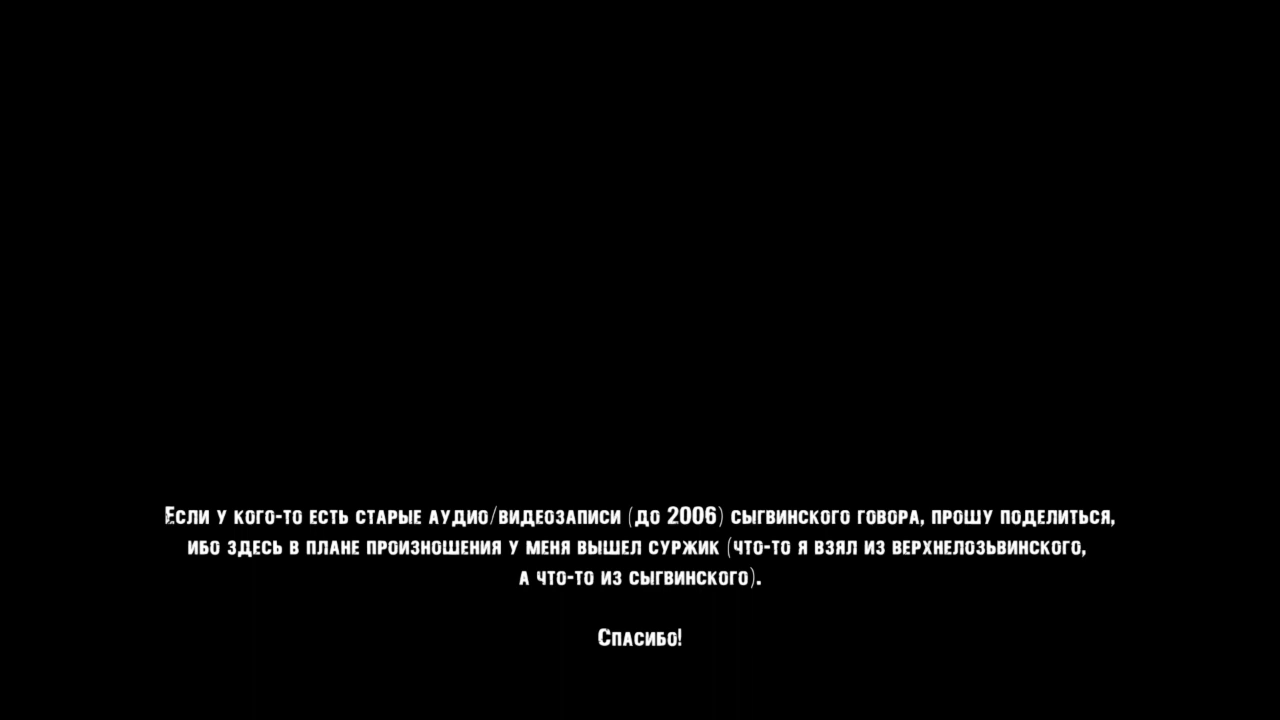 Если у кого-то есть старые аудио/видеозаписи (до 2006) сыгвинского говора, прошу поделиться,
ибо здесь в плане произношения у меня вышел суржик (что-то я взял из верхнелозьвинского,
а что-то из сыгвинского).
Спасибо!